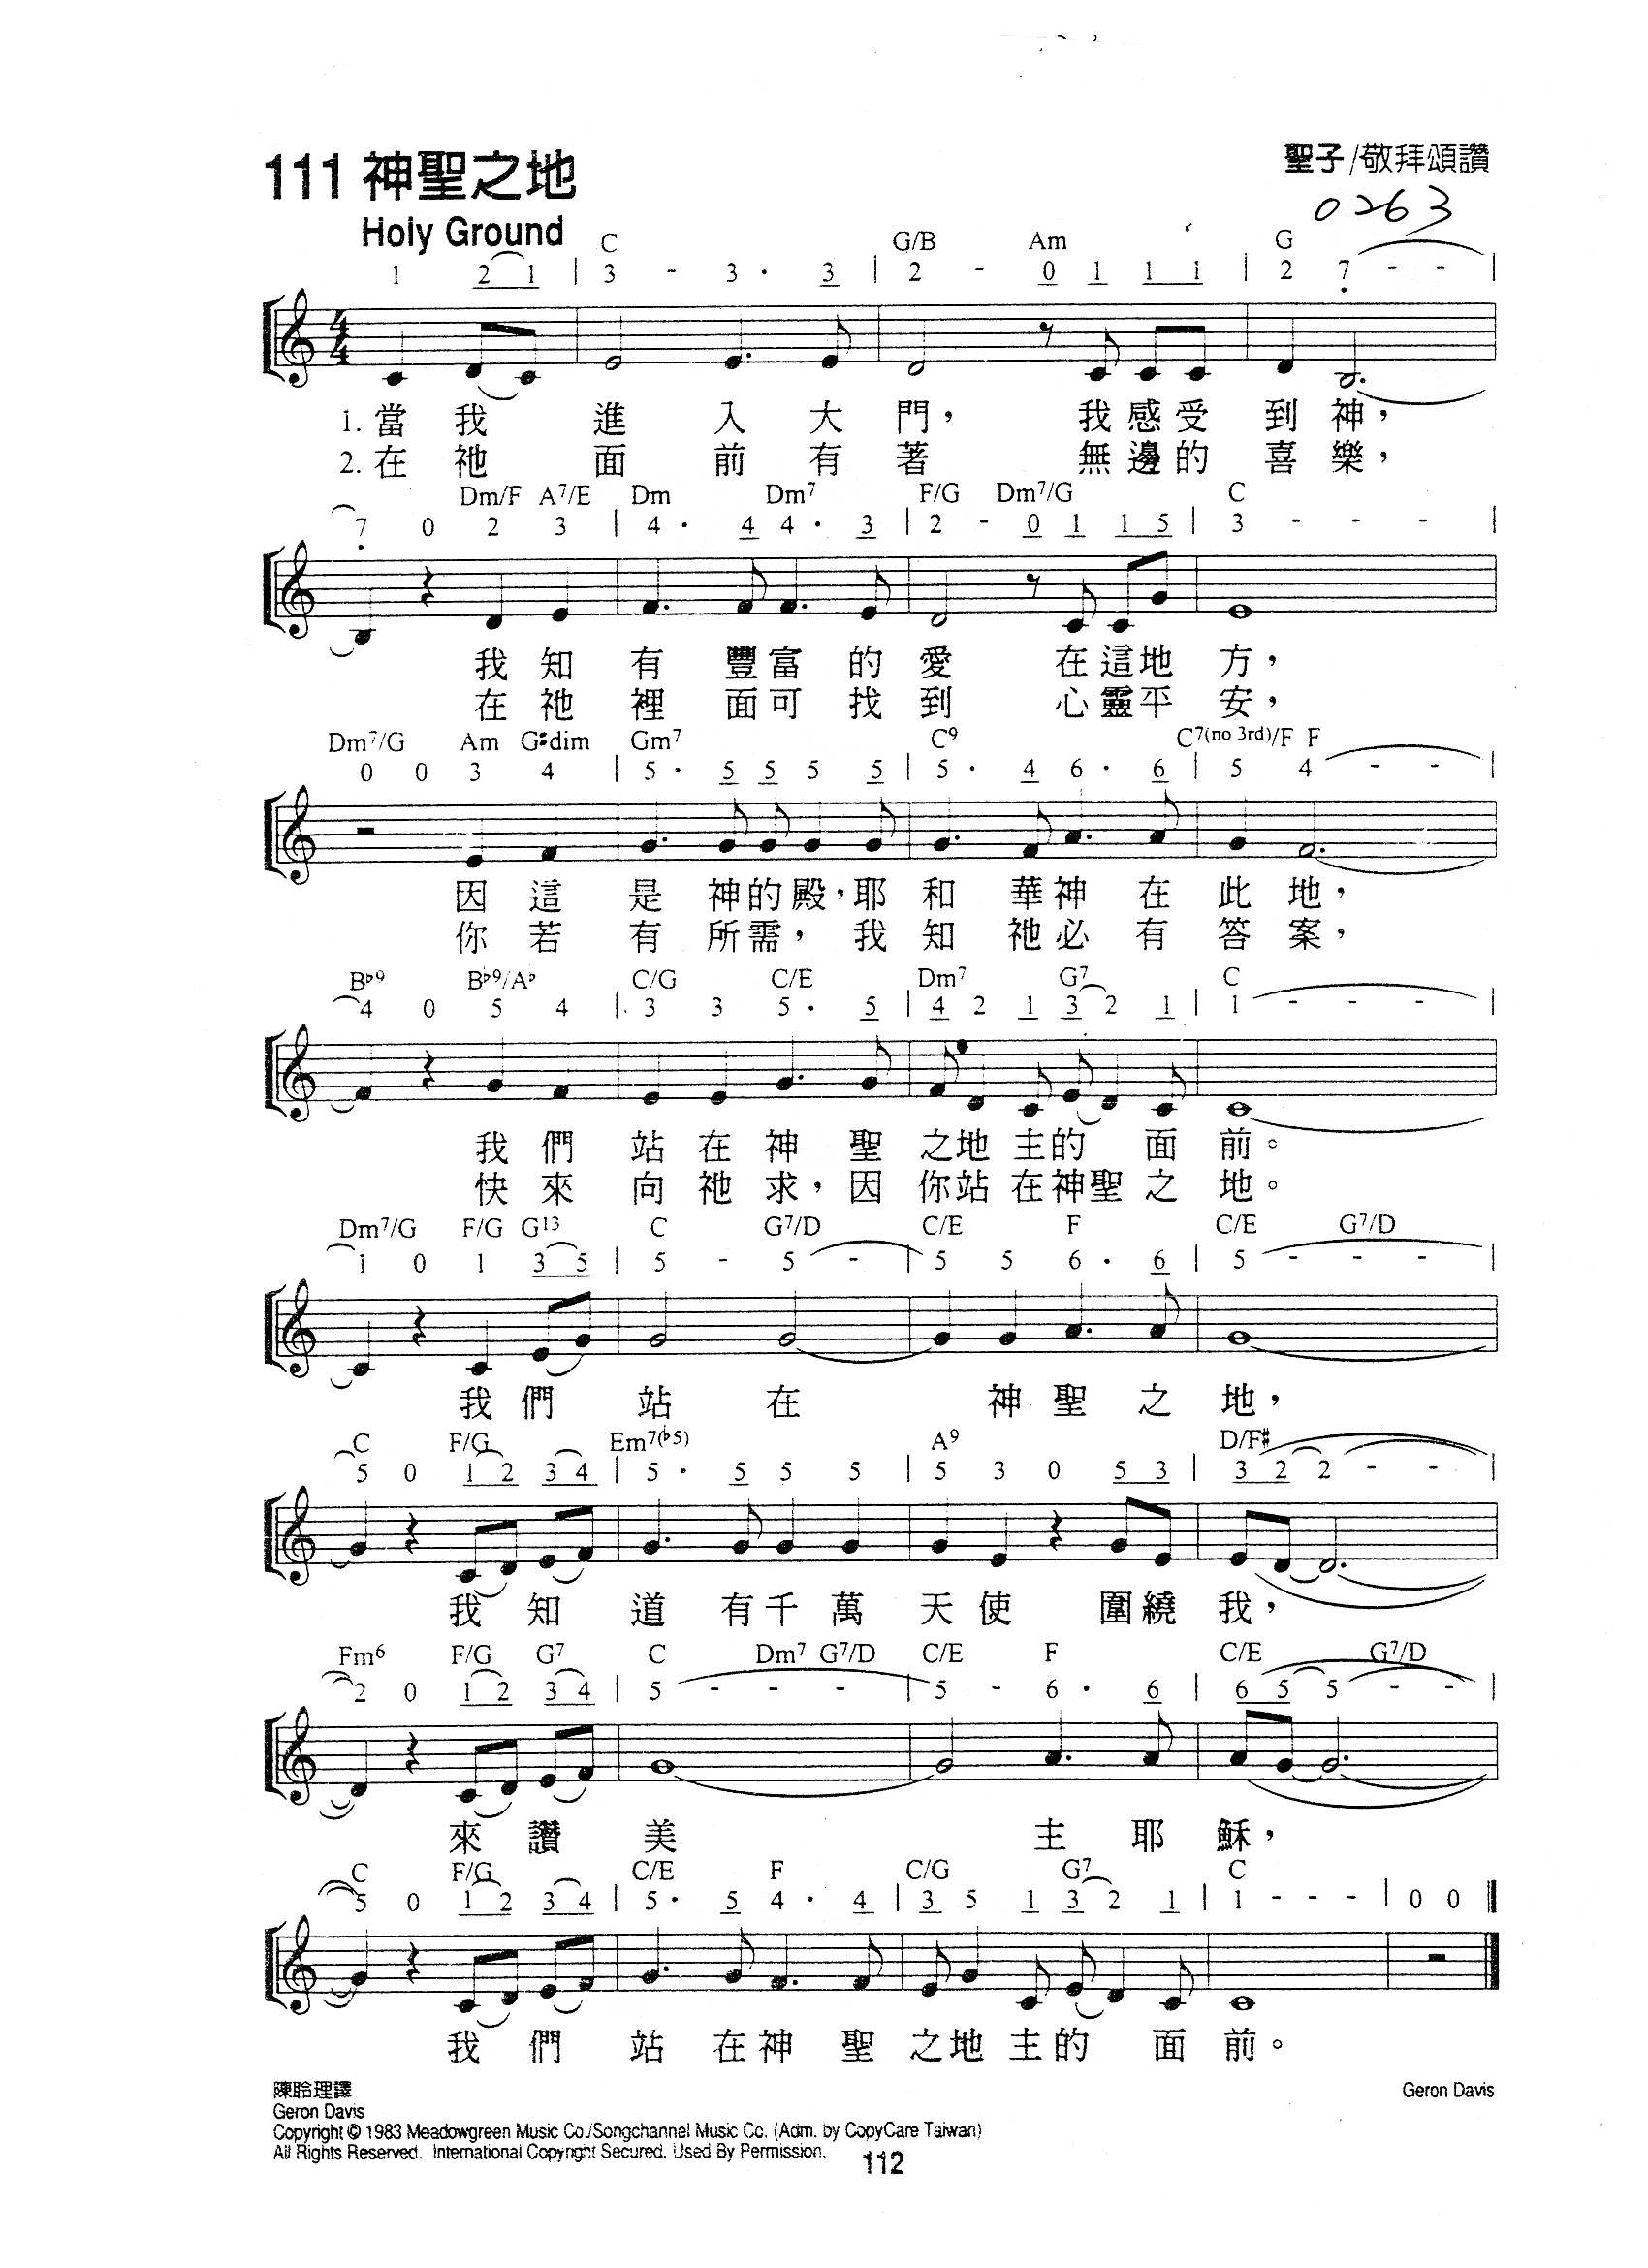 聖子/敬拜頌讚
111 神聖之地
0263
Holy Ground
C G/B Am G
1 2 1 | 3 - 3 . 3 | 2 - 0 1 1 1 | 2 7 - - |
4/4
1. 當我進入大門，我感受到神，
2. 在祂面前有著無邊的喜樂，
Dm/F A7/E Dm Dm7 F/G Dm7/G C
7 0 2 3 | 4 . 4 4 . 3 | 2 - 0 1 1 5 | 3 - - - |
我知有豐富的愛在這地方，
在祂裡面可找到心靈平安，
Dm7/G Am G♯dim Gm7 C9 C7(no 3rd)/F F
0 0 3 4 | 5 . 5 5 5 5 | 5 . 4 6 . 6 | 5 4 - - |
因這是神的殿，耶和華神在此地，
你若有所需，我知祂必有答案，
B♭9 B♭9/A♭ C/G C/E Dm7 G7 C
4 0 5 4 | 3 3 5 . 5 | 4 2 1 3 2 1 | 1 - - - |
我們站在神聖之地主的面前。
快來向祂求，因你站在神聖之地。
Dm7/G F/G G13 C G7/D C/E F C/E G7/D
1 0 1 3 5 | 5 - 5 - | 5 5 6 . 6 | 5 - - - |
我們站在神聖之地，
C F/G Em7(♭5) A9 D/F♯
5 0 1 2 3 4 | 5 . 5 5 5 | 5 3 0 5 3 | 3 2 2 - - |
我知道有千萬天使圍繞我，
Fm6 F/G G7 C Dm7 G7/D C/E F C/E G7/D
2 0 1 2 3 4 | 5 - - - | 5 - 6 . 6 | 6 5 5 - - |
來讚美主耶穌，
C F/G C/E F C/G G7 C
5 0 1 2 3 4 | 5 . 5 4 . 4 | 3 5 1 3 2 1 | 1 - - - | 0 0 ‖
我們站在神聖之地主的面前。
陳聆理譯
Geron Davis
Geron Davis
Copyright © 1983 Meadowgreen Music Co./Songchannel Music Co. (Adm. by CopyCare Taiwan)
All Rights Reserved. International Copyright Secured. Used By Permission.
112